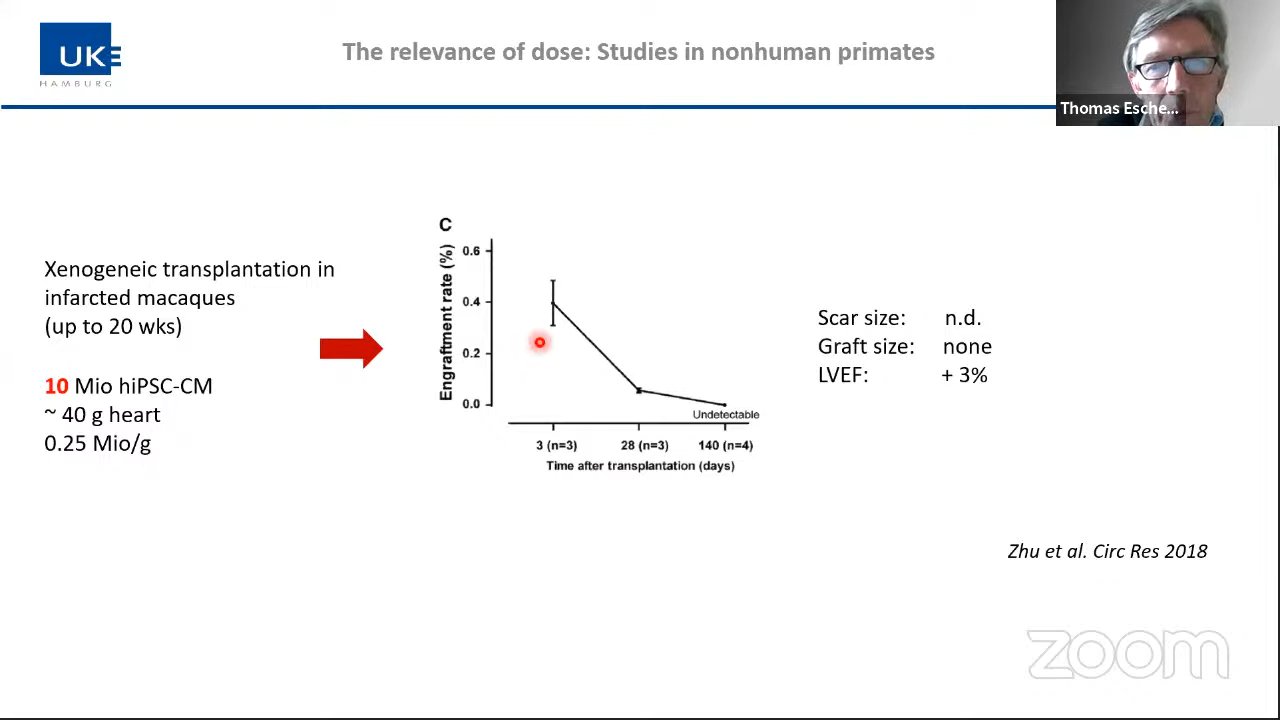 UKE
HAMBURG
The relevance of dose: Studies in nonhuman primates
Thomas Esche...
Xenogeneic transplantation in
infarcted macaques
(up to 20 wks)
10 Mio hiPSC-CM
~ 40 g heart
0.25 Mio/g
C
Engraftment rate (%)
0.6
0.4
0.2
0.0
Undetectable
3 (n=3)
28 (n=3)
140 (n=4)
Time after transplantation (days)
Scar size: n.d.
Graft size: none
LVEF: + 3%
Zhu et al. Circ Res 2018
zoom